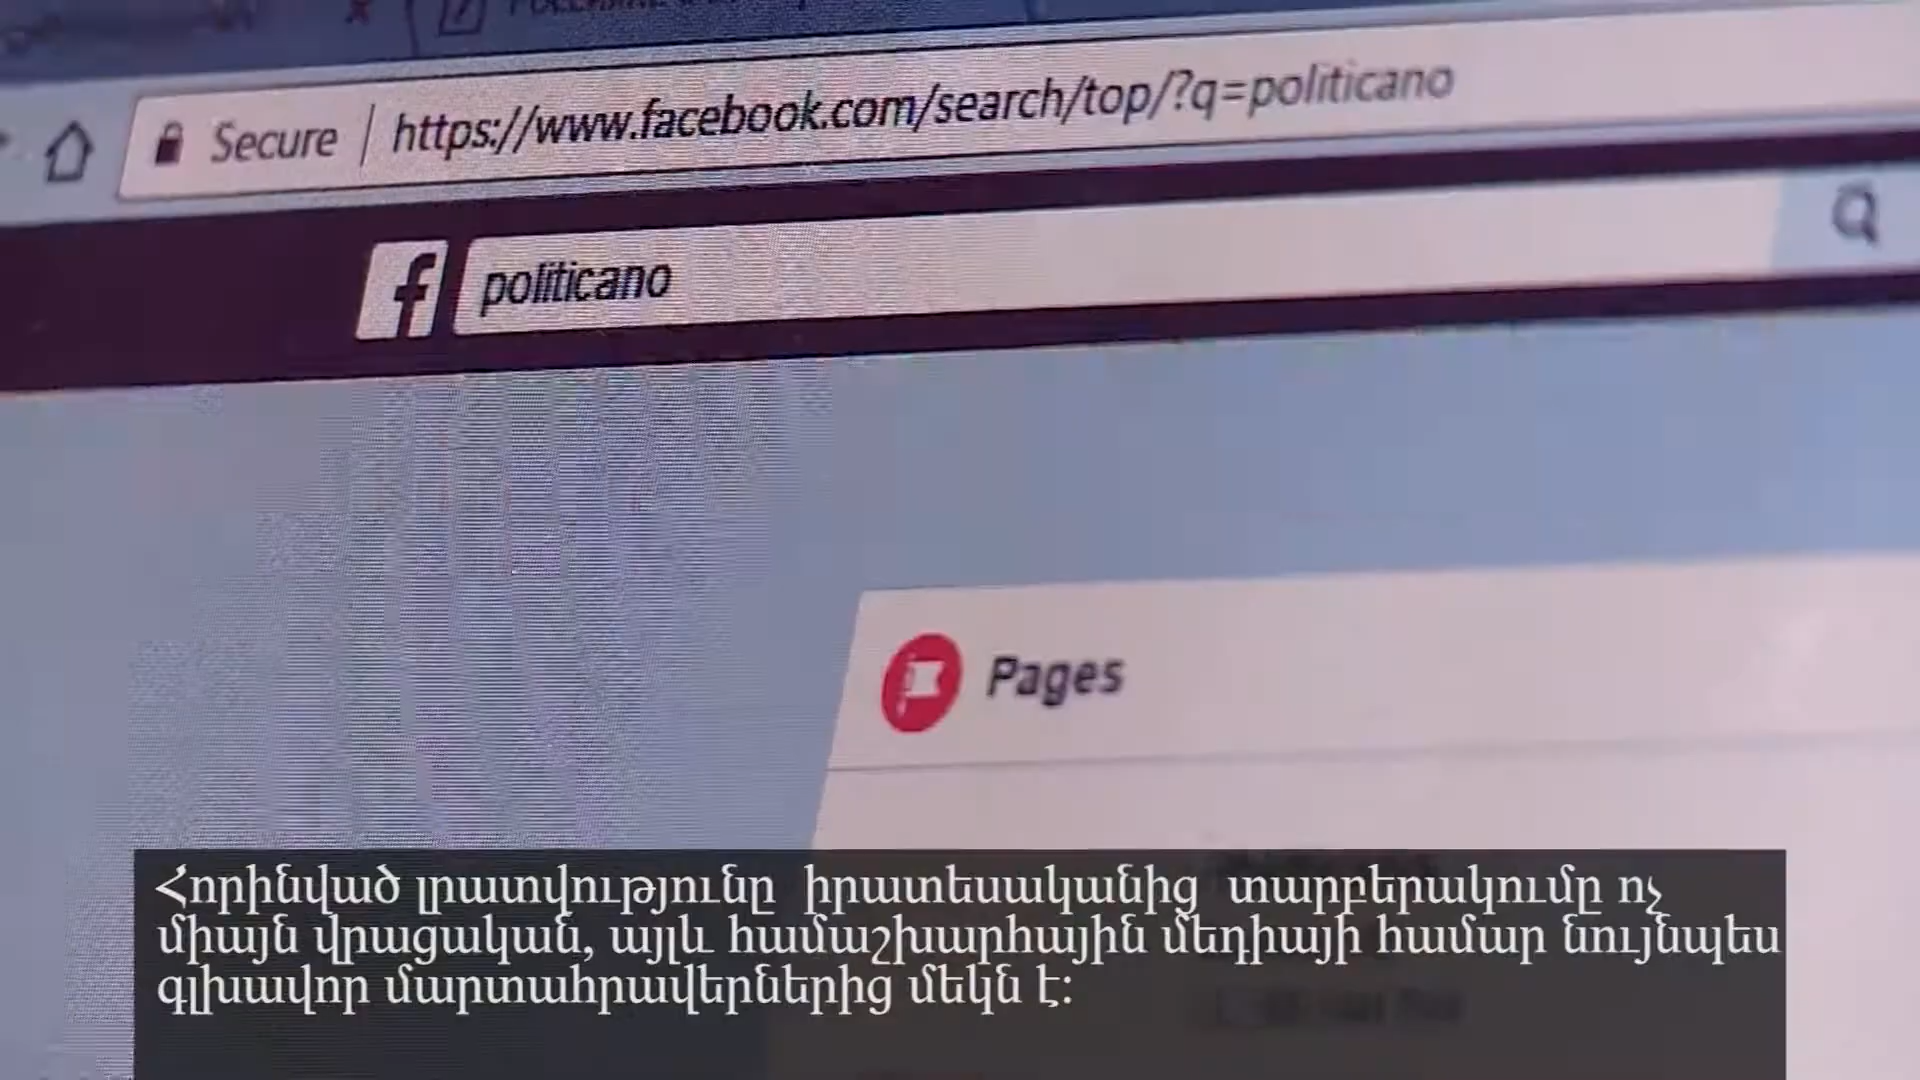 Secure | https://www.facebook.com/search/top/?q=politicano
f politicano
Pages
Հորինված լրատվությունը իրատեսականից տարբերակումը ոչ
միայն վրացական, այլև համաշխարհային մեդիայի համար նույնպես
գլխավոր մարտահրավերներից մեկն է: